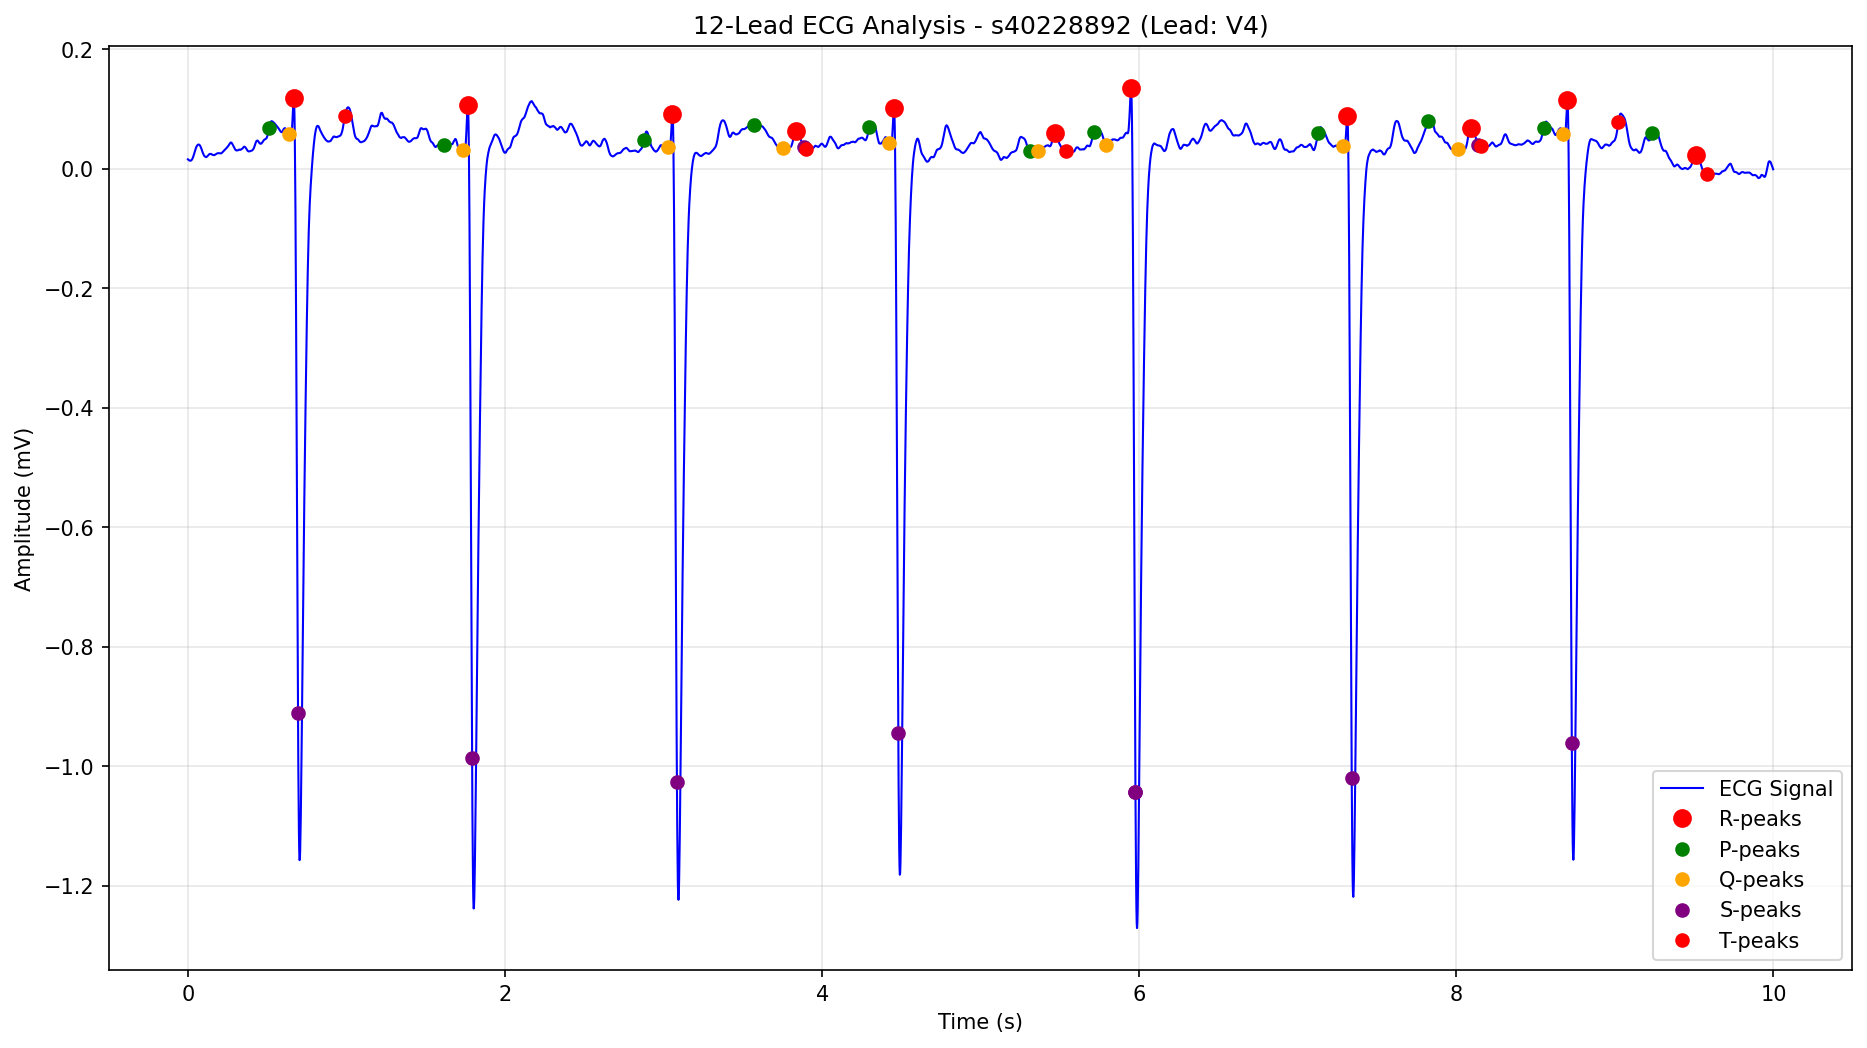 12-Lead ECG Analysis - s40228892 (Lead: V4)
0.2
0.0
−0.2
−0.4
−0.6
−0.8
−1.0
−1.2
Amplitude (mV)
ECG Signal
R-peaks
P-peaks
Q-peaks
S-peaks
T-peaks
0 2 4 6 8 10
Time (s)